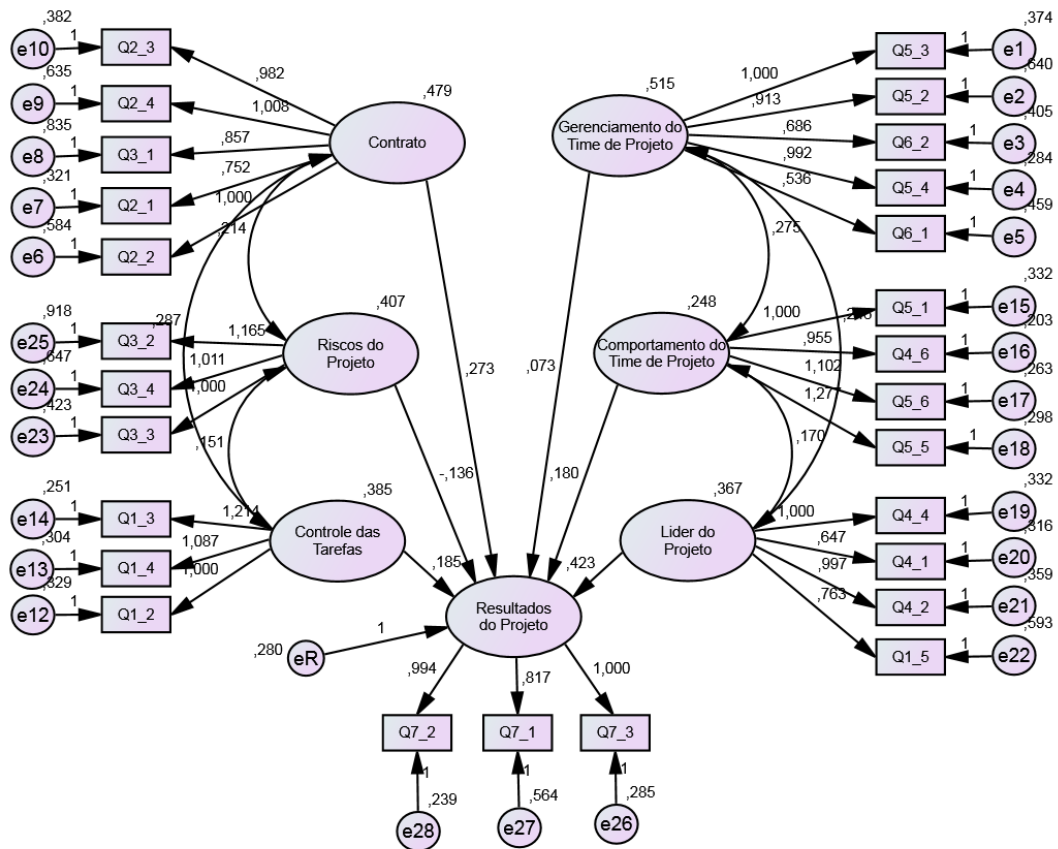 ,382
e10
1
Q2_3
,982
,635
e9
1
Q2_4
1,008
,835
e8
1
Q3_1
,857
,321
e7
1
Q2_1
,752
,584
e6
1
Q2_2
1,000
,214
,479
Contrato
,515
Gerenciamento do
Time de Projeto
1,000
Q5_3
1
,374
e1
,913
Q5_2
1
,640
e2
,686
Q6_2
1
,405
e3
,992
Q5_4
1
,284
e4
,536
Q6_1
1
,459
e5
,275
,918
e25
1
Q3_2
,287
1,165
,647
e24
1
Q3_4
1,011
,423
e23
1
Q3_3
1,000
,151
,407
Riscos do
Projeto
,273
,073
,248
Comportamento do
Time de Projeto
1,000
Q5_1
1
,332
e15
,955
Q4_6
1
,203
e16
1,102
Q5_6
1
,263
e17
Q5_5
1
,298
e18
,170
-,136
,180
,251
e14
1
Q1_3
1,214
,304
e13
1
Q1_4
1,087
,329
e12
1
Q1_2
1,000
,385
Controle das
Tarefas
,185
,423
,367
Lider do
Projeto
1,000
Q4_4
1
,332
e19
,647
Q4_1
1
,316
e20
,997
Q4_2
1
,359
e21
,763
Q1_5
1
,593
e22
Resultados
do Projeto
,280
eR
1
,994
,817
1,000
Q7_2
Q7_1
Q7_3
1
1
1
,239
,564
,285
e28
e27
e26